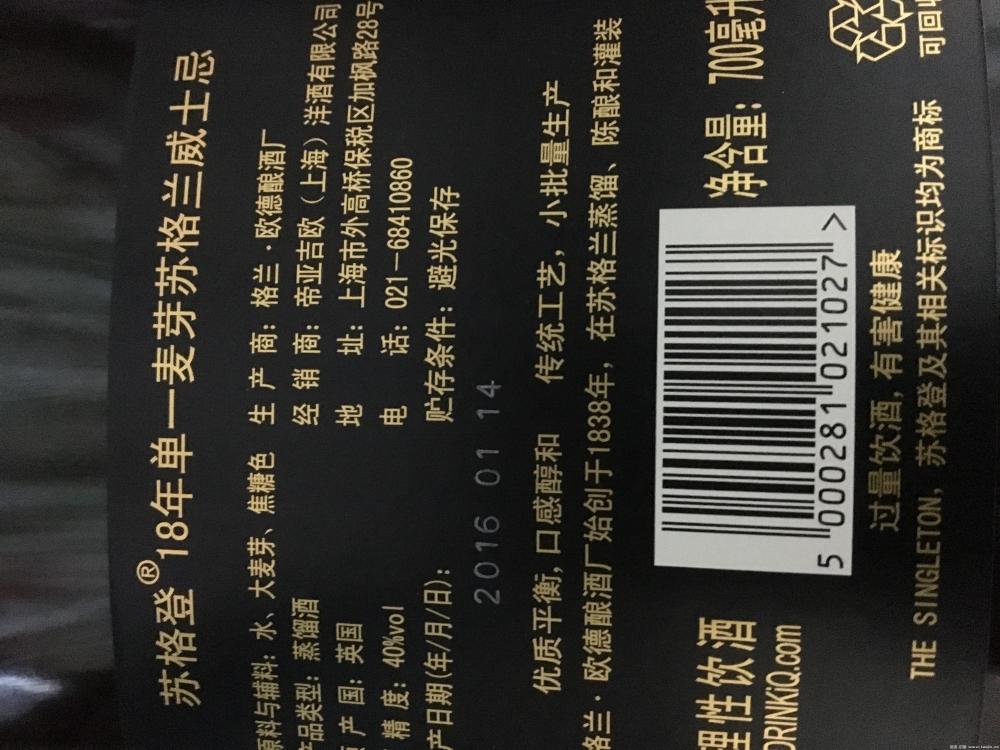 苏格登®18年单一麦芽苏格兰威士忌
原料与辅料：水、大麦芽、焦糖色
产品类型：蒸馏酒
产国：英国
精度：40%vol
产日期(年/月/日)：
2016 01 14
生产商：格兰·欧德酿酒厂
经销商：帝亚吉欧（上海）洋酒有限公司
地址：上海市外高桥保税区加枫路28号
电话：021-68410860
贮存条件：避光保存
优质平衡，口感醇和 传统工艺，小批量生产
格兰·欧德酿酒厂始创于1838年，在苏格兰蒸馏、陈酿和灌装
理性饮酒
DRINKiQ.com
5 000281 021027 >
净含量：700毫升
可回收
过量饮酒，有害健康
THE SINGLETON，苏格登及其相关标识均为商标